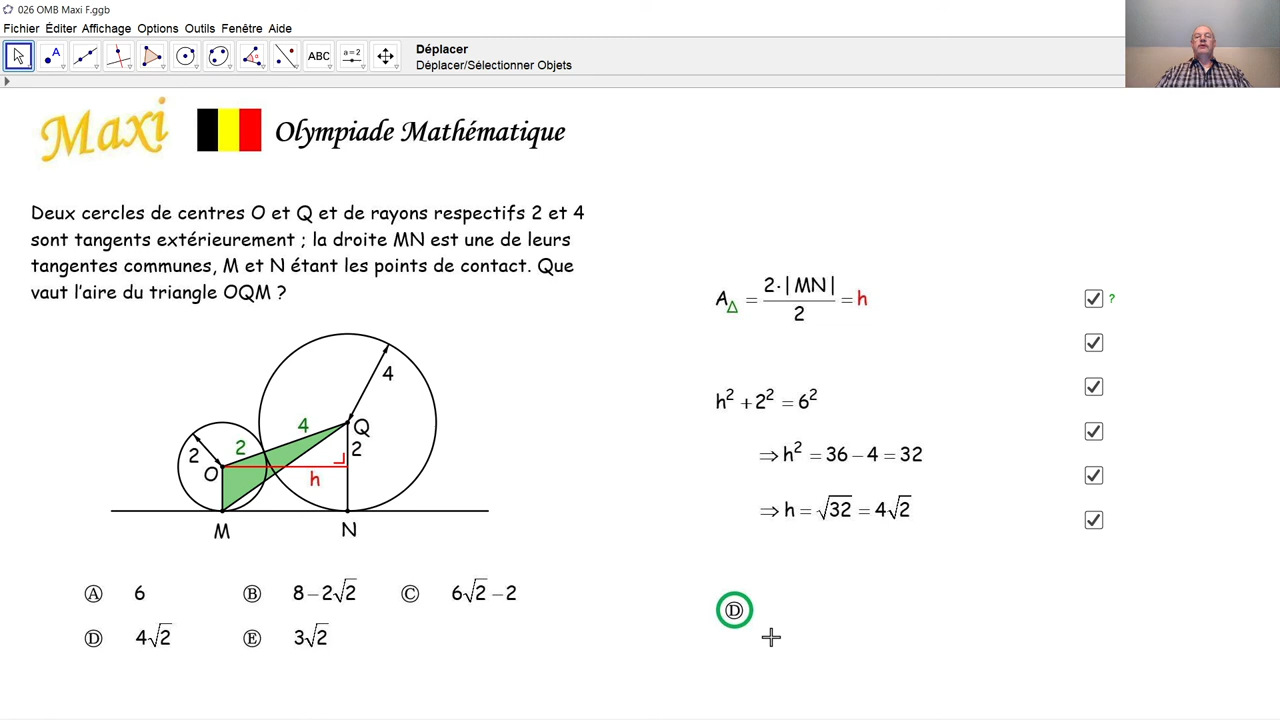 026 OMB Maxi F.ggb
Fichier Éditer Affichage Options Outils Fenêtre Aide
A
ABC
a=2
Déplacer
Déplacer/Sélectionner Objets
Maxi
Olympiade Mathématique
Deux cercles de centres O et Q et de rayons respectifs 2 et 4
sont tangents extérieurement ; la droite MN est une de leurs
tangentes communes, M et N étant les points de contact. Que
vaut l'aire du triangle OQM ?
4
4
Q
2
2
2
O
h
M
N
Ⓐ 6 Ⓑ 8 – 2√2 Ⓒ 6√2 – 2
Ⓓ 4√2 Ⓔ 3√2
A△ = 2·|MN| / 2 = h
?
h² + 2² = 6²
⇒ h² = 36 – 4 = 32
⇒ h = √32 = 4√2
Ⓓ